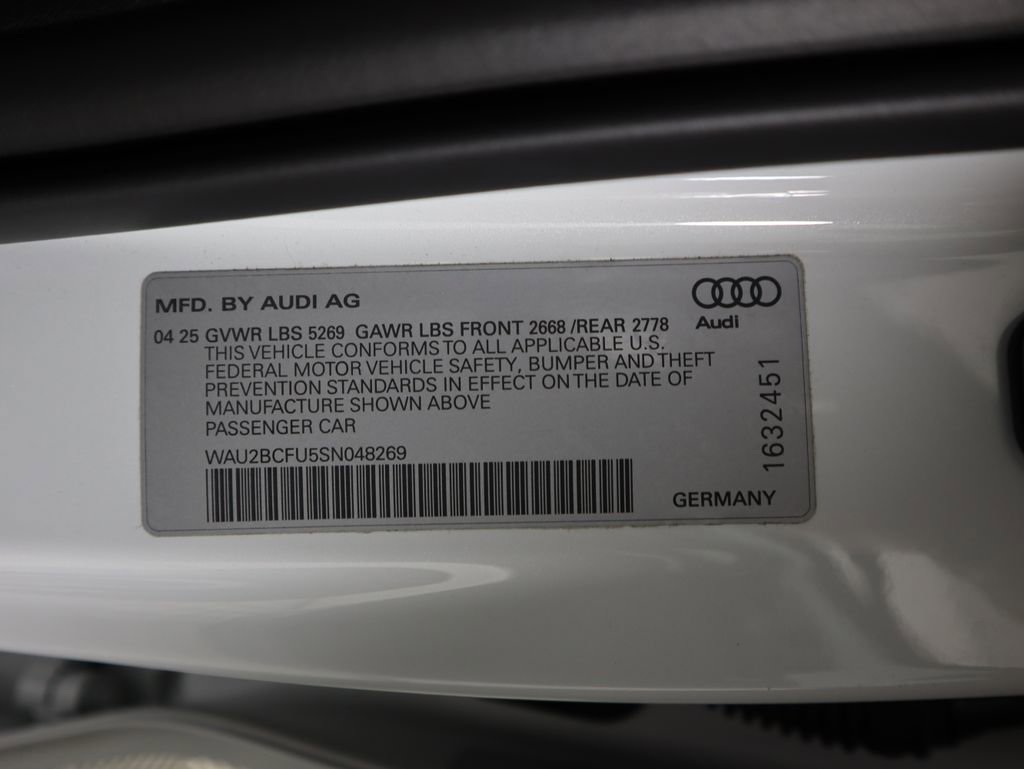 MFD. BY AUDI AG
Audi
04 25 GVWR LBS 5269 GAWR LBS FRONT 2668 /REAR 2778
THIS VEHICLE CONFORMS TO ALL APPLICABLE U.S.
FEDERAL MOTOR VEHICLE SAFETY, BUMPER AND THEFT
PREVENTION STANDARDS IN EFFECT ON THE DATE OF
MANUFACTURE SHOWN ABOVE
PASSENGER CAR
WAU2BCFU5SN048269
1632451
GERMANY